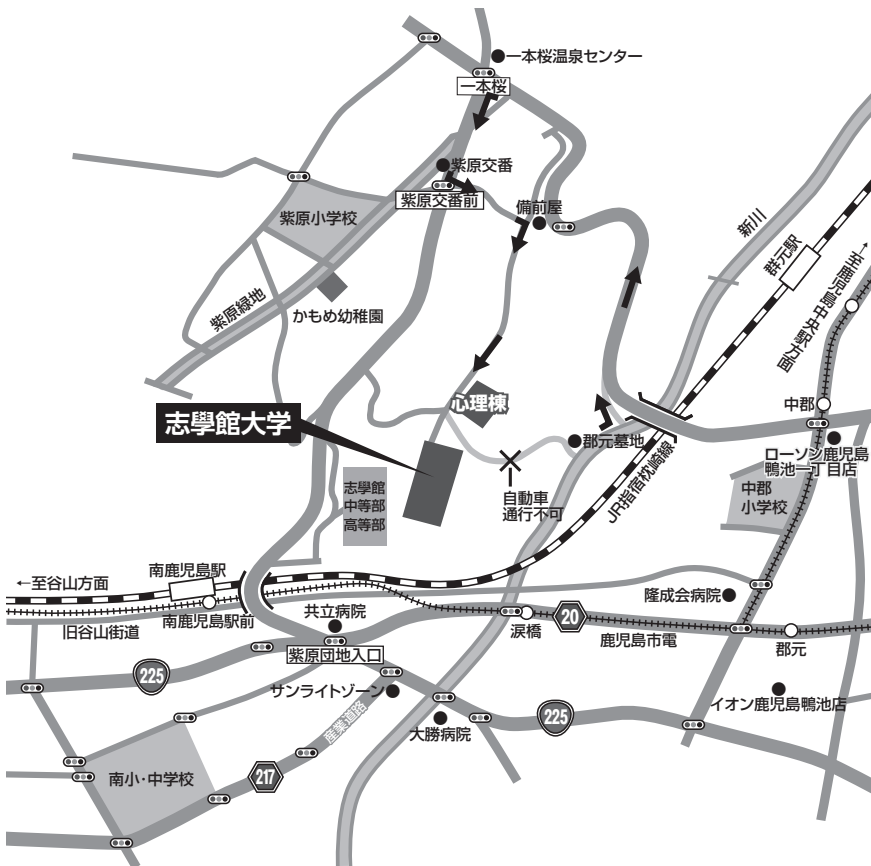 一本桜温泉センター
一本桜
紫原交番
紫原交番前
紫原小学校
備前屋
新川
群元駅
←至鹿児島中央駅方面
紫原緑地
かもめ幼稚園
心理棟
志學館大学
中郡
郡元墓地
ローソン鹿児島
鴨池一丁目店
JR指宿枕崎線
志學館
中等部
高等部
自動車
通行不可
中郡
小学校
←至谷山方面
南鹿児島駅
隆成会病院
旧谷山街道
南鹿児島駅前
共立病院
涙橋
20
鹿児島市電
郡元
紫原団地入口
225
サンライトゾーン
イオン鹿児島鴨池店
産業道路
大勝病院
225
南小・中学校
217